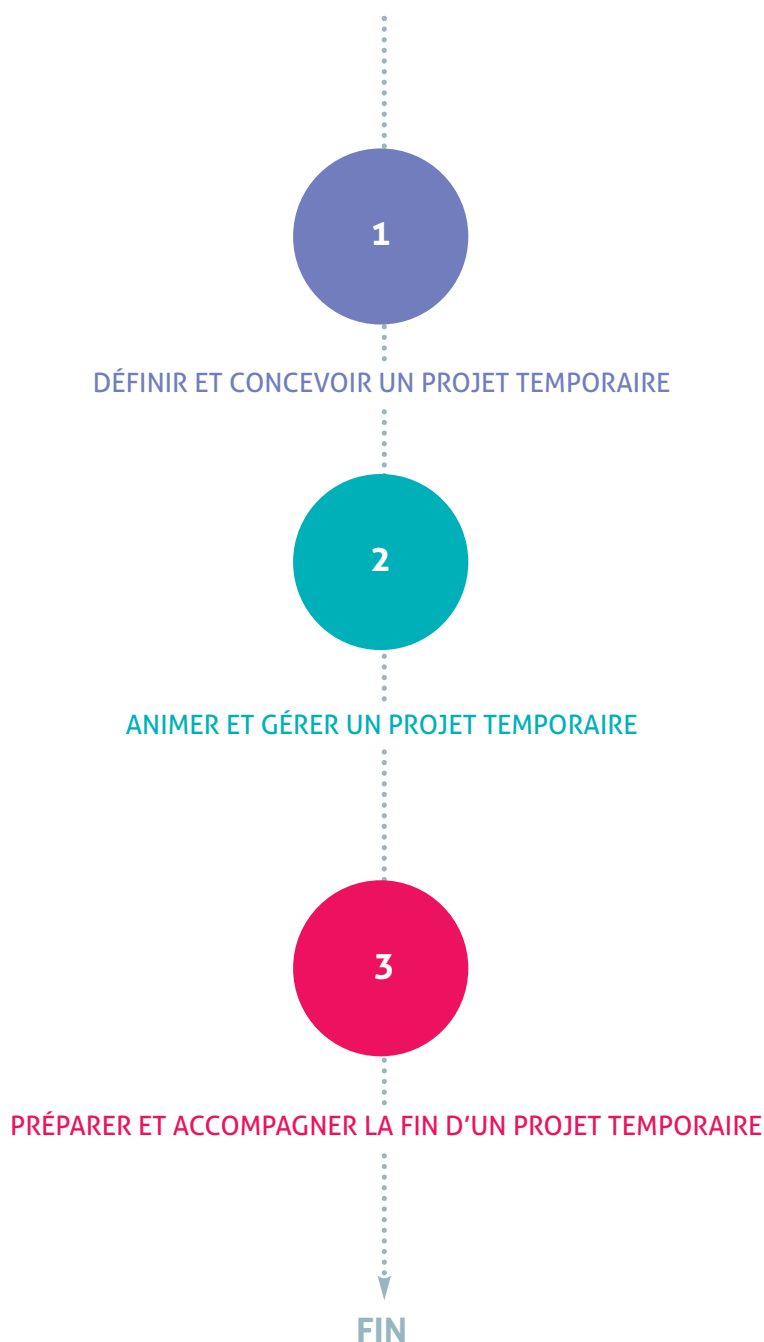 1
DÉFINIR ET CONCEVOIR UN PROJET TEMPORAIRE
2
ANIMER ET GÉRER UN PROJET TEMPORAIRE
3
PRÉPARER ET ACCOMPAGNER LA FIN D’UN PROJET TEMPORAIRE
FIN